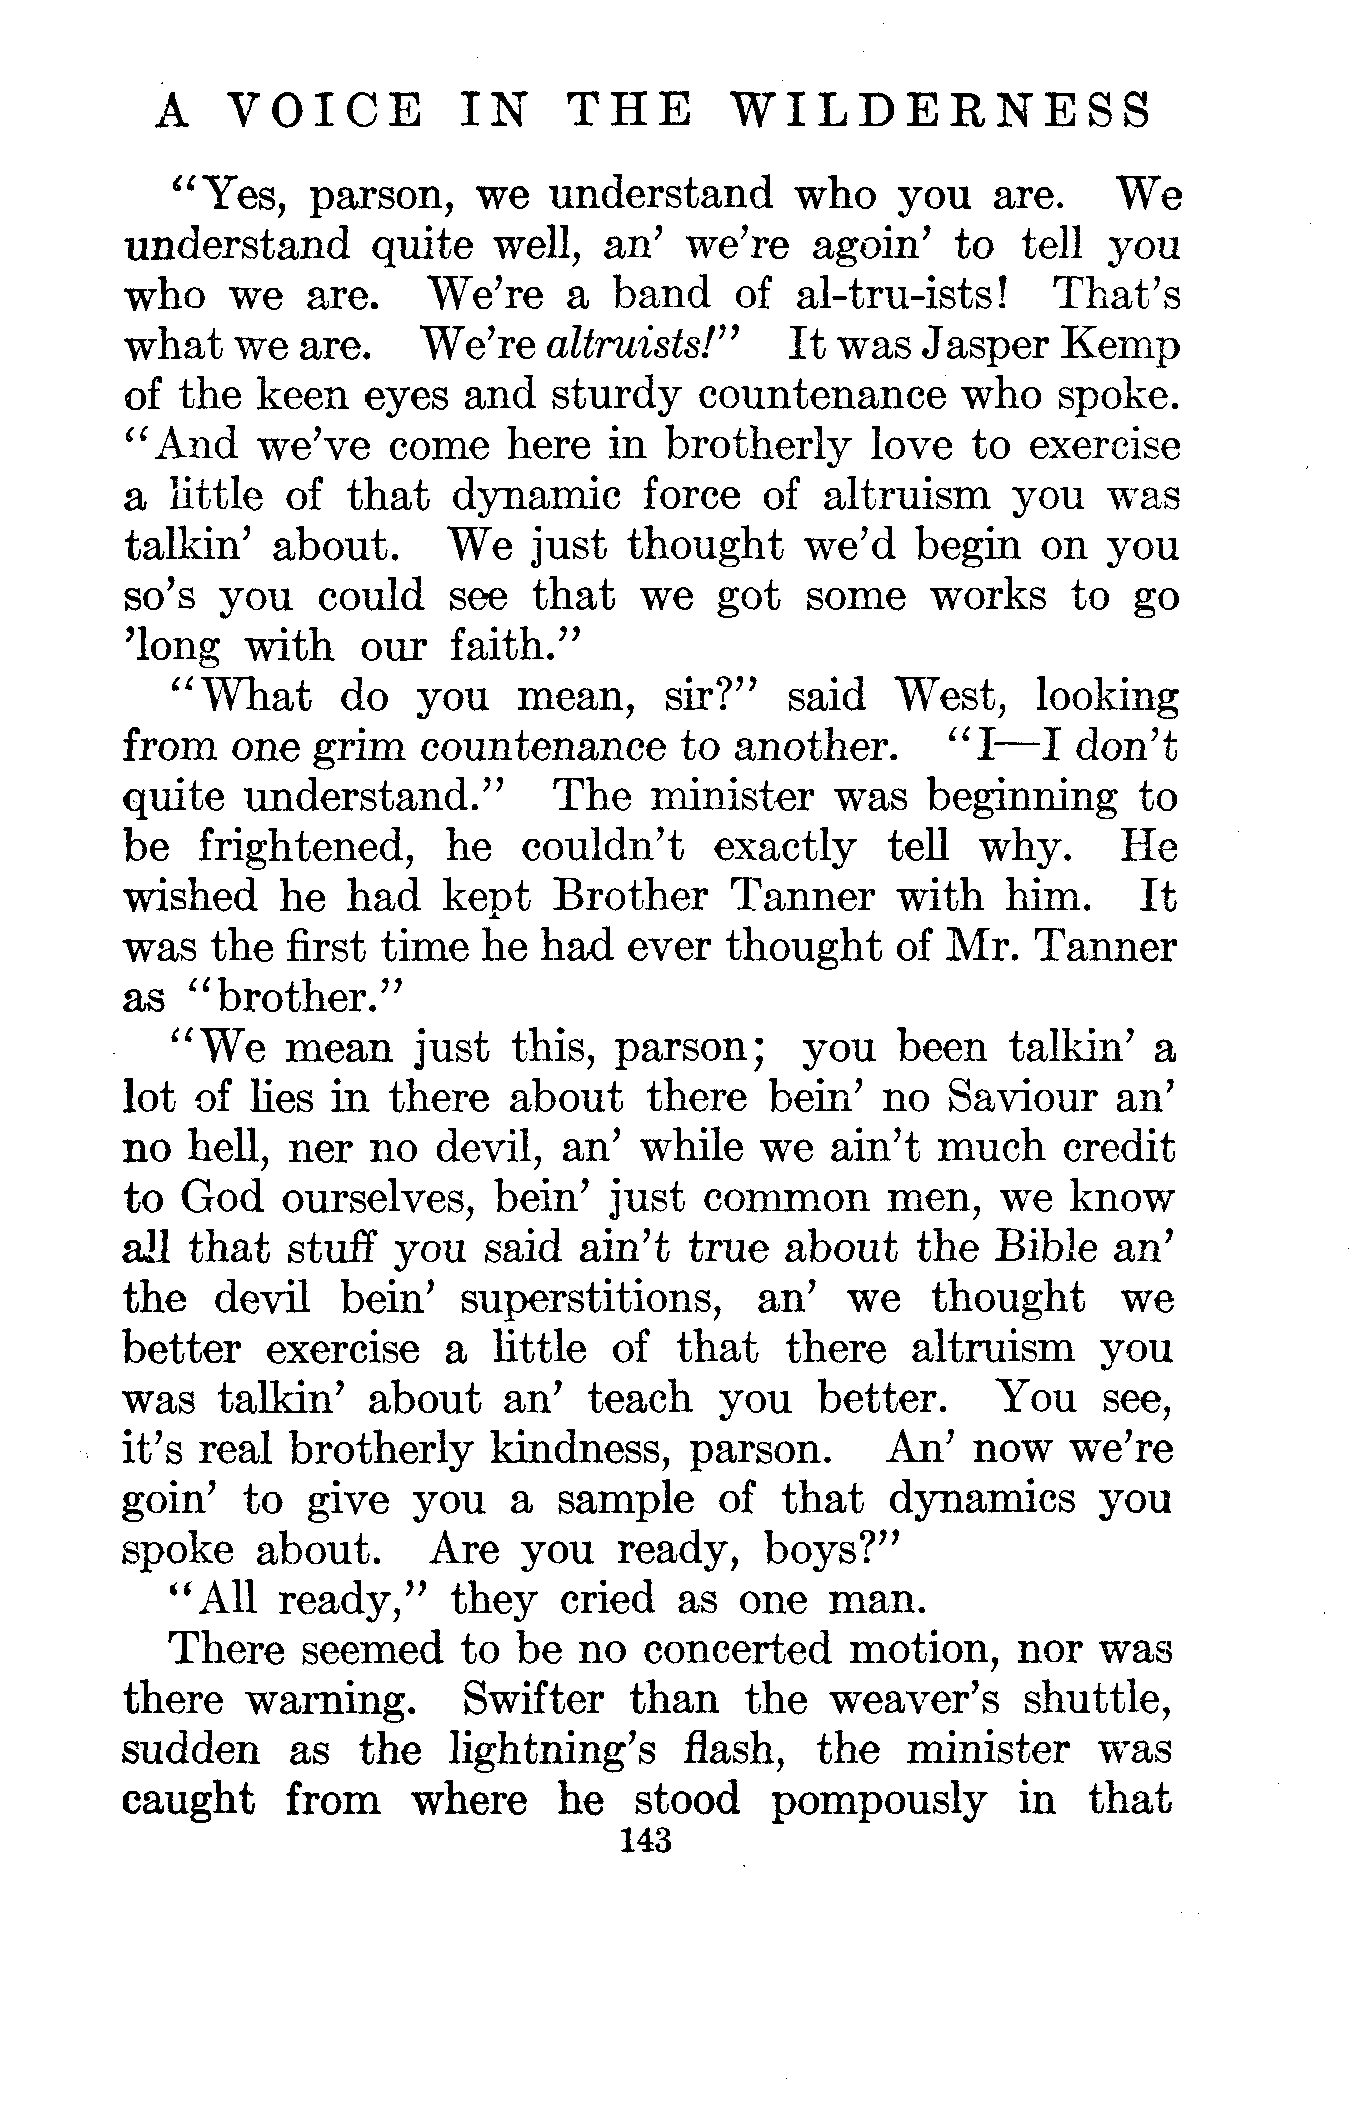 A VOICE IN THE WILDERNESS
“Yes, parson, we understand who you are. We
understand quite well, an’ we’re agoin’ to tell you
who we are. We’re a band of al-tru-ists! That’s
what we are. We’re altruists!” It was Jasper Kemp
of the keen eyes and sturdy countenance who spoke.
“And we’ve come here in brotherly love to exercise
a little of that dynamic force of altruism you was
talkin’ about. We just thought we’d begin on you
so’s you could see that we got some works to go
’long with our faith.”
“What do you mean, sir?” said West, looking
from one grim countenance to another. “I—I don’t
quite understand.” The minister was beginning to
be frightened, he couldn’t exactly tell why. He
wished he had kept Brother Tanner with him. It
was the first time he had ever thought of Mr. Tanner
as “brother.”
“We mean just this, parson; you been talkin’ a
lot of lies in there about there bein’ no Saviour an’
no hell, ner no devil, an’ while we ain’t much credit
to God ourselves, bein’ just common men, we know
all that stuff you said ain’t true about the Bible an’
the devil bein’ superstitions, an’ we thought we
better exercise a little of that there altruism you
was talkin’ about an’ teach you better. You see,
it’s real brotherly kindness, parson. An’ now we’re
goin’ to give you a sample of that dynamics you
spoke about. Are you ready, boys?”
“All ready,” they cried as one man.
There seemed to be no concerted motion, nor was
there warning. Swifter than the weaver’s shuttle,
sudden as the lightning’s flash, the minister was
caught from where he stood pompously in that
143